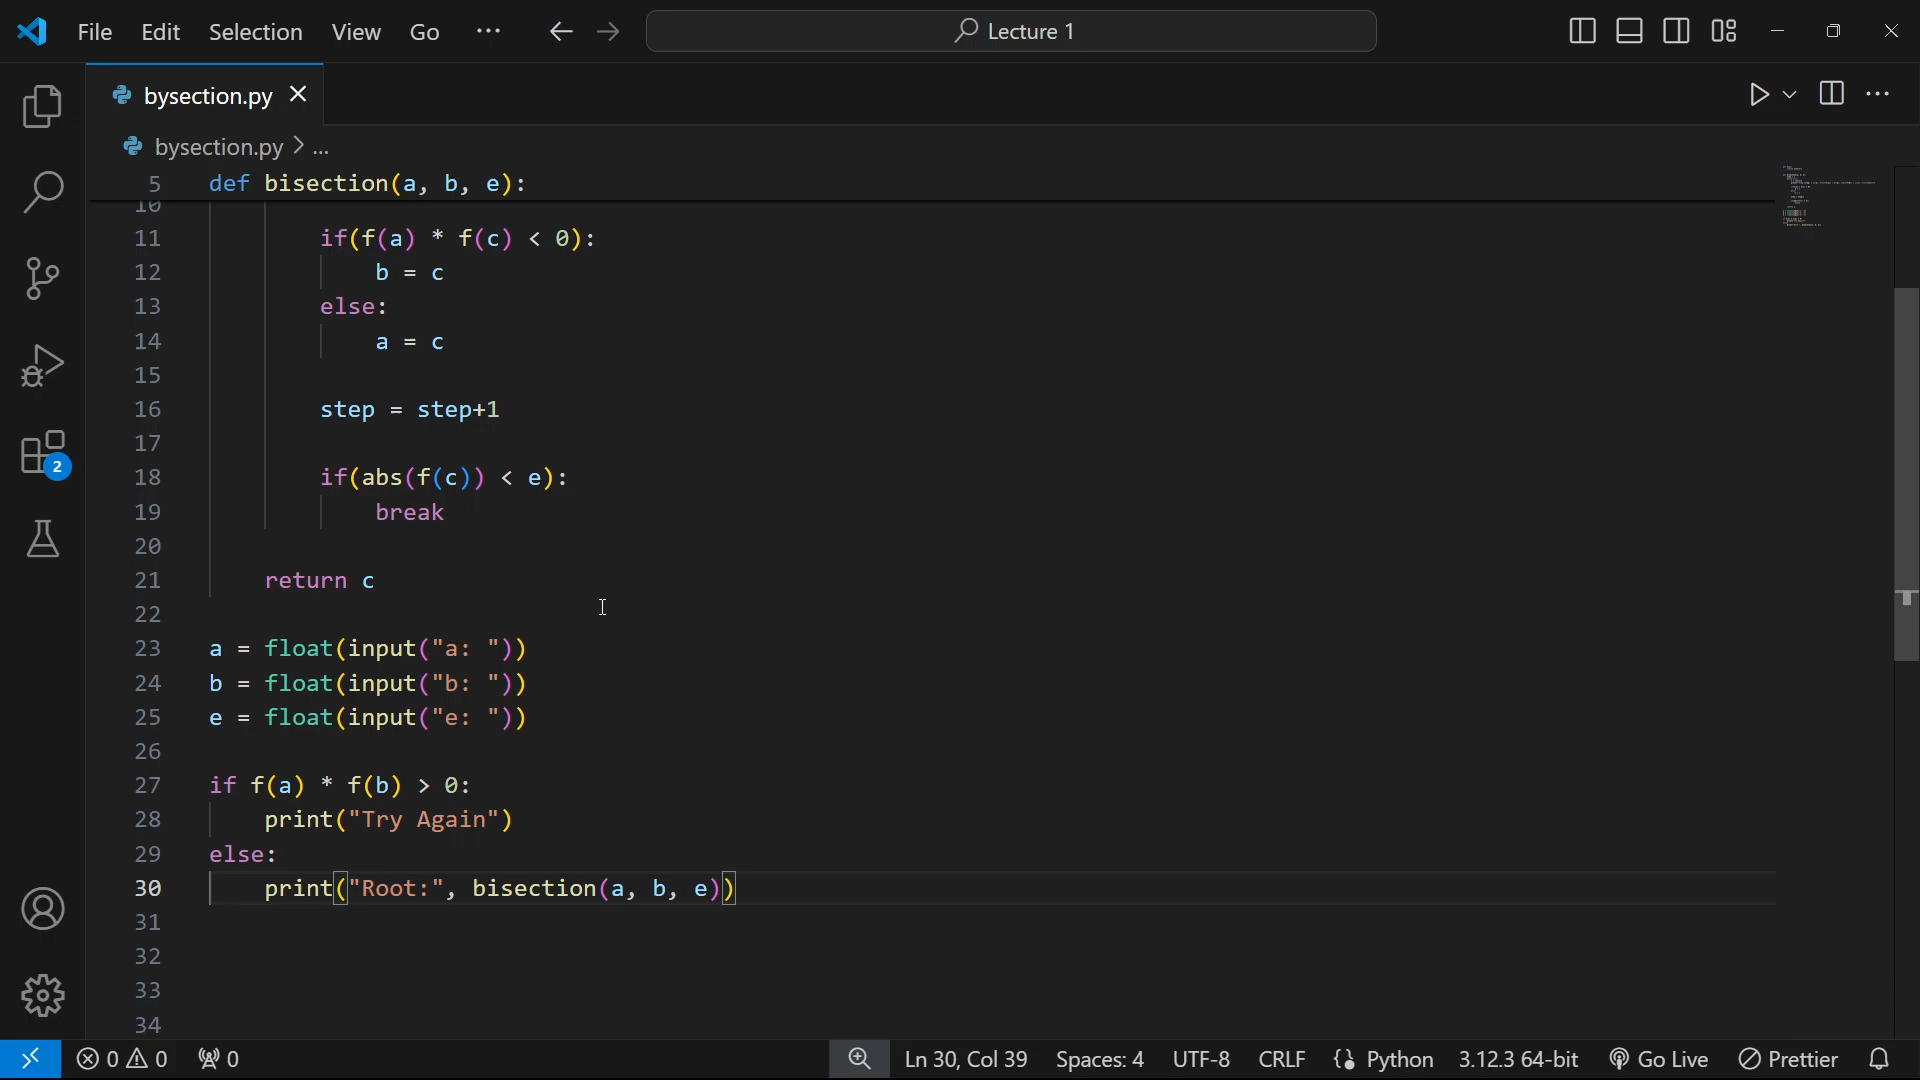 File Edit Selection View Go ··· Lecture 1
bysection.py
bysection.py > ...
5 def bisection(a, b, e):
10
11 if(f(a) * f(c) < 0):
12 b = c
13 else:
14 a = c
15
16 step = step+1
17
18 if(abs(f(c)) < e):
19 break
20
21 return c
22
23 a = float(input("a: "))
24 b = float(input("b: "))
25 e = float(input("e: "))
26
27 if f(a) * f(b) > 0:
28 print("Try Again")
29 else:
30 print("Root:", bisection(a, b, e))
31
32
33
34
2
0 0 0 Ln 30, Col 39 Spaces: 4 UTF-8 CRLF Python 3.12.3 64-bit Go Live Prettier